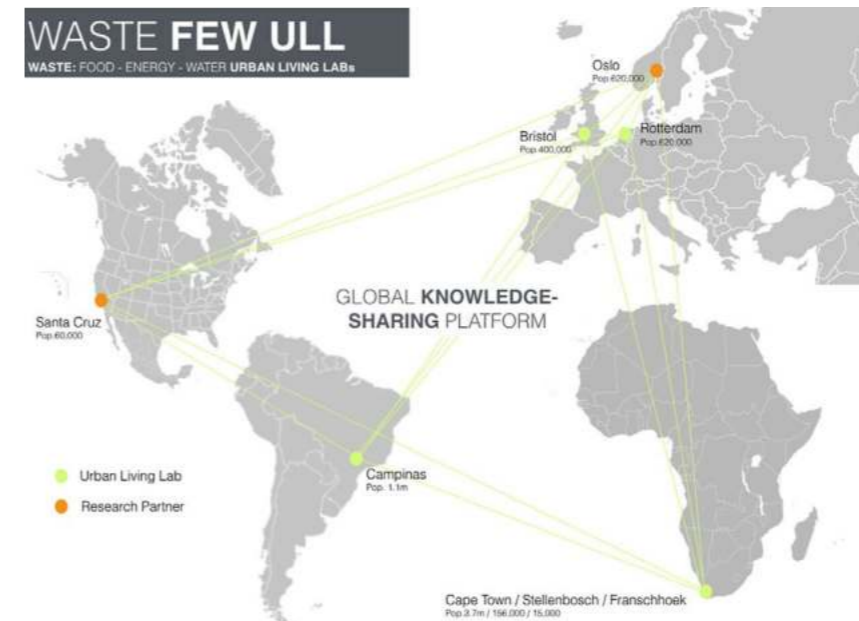 WASTE FEW ULL
WASTE: FOOD - ENERGY - WATER URBAN LIVING LABs
Oslo
Pop.620,000
Bristol
Pop.400,000
Rotterdam
Pop.620,000
GLOBAL KNOWLEDGE-
SHARING PLATFORM
Santa Cruz
Pop.60,000
Campinas
Pop. 1.1m
Urban Living Lab
Research Partner
Cape Town / Stellenbosch / Franschhoek
Pop.3.7m / 156,000 / 15,000